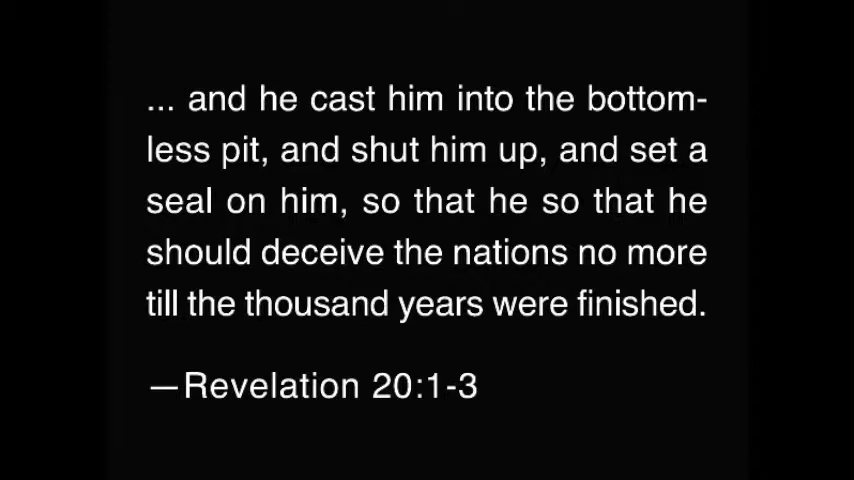 ... and he cast him into the bottom-
less pit, and shut him up, and set a
seal on him, so that he so that he
should deceive the nations no more
till the thousand years were finished.
—Revelation 20:1-3